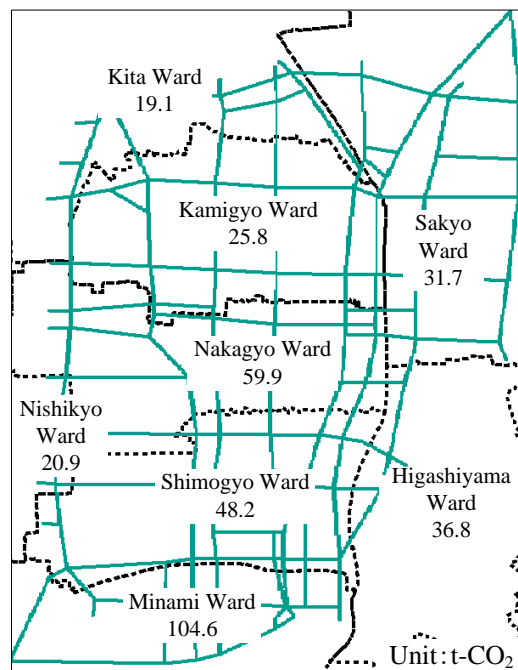 Kita Ward
19.1
Kamigyo Ward
25.8
Sakyo
Ward
31.7
Nakagyo Ward
59.9
Nishikyo
Ward
20.9
Shimogyo Ward
48.2
Higashiyama
Ward
36.8
Minami Ward
104.6
Unit:t-CO₂